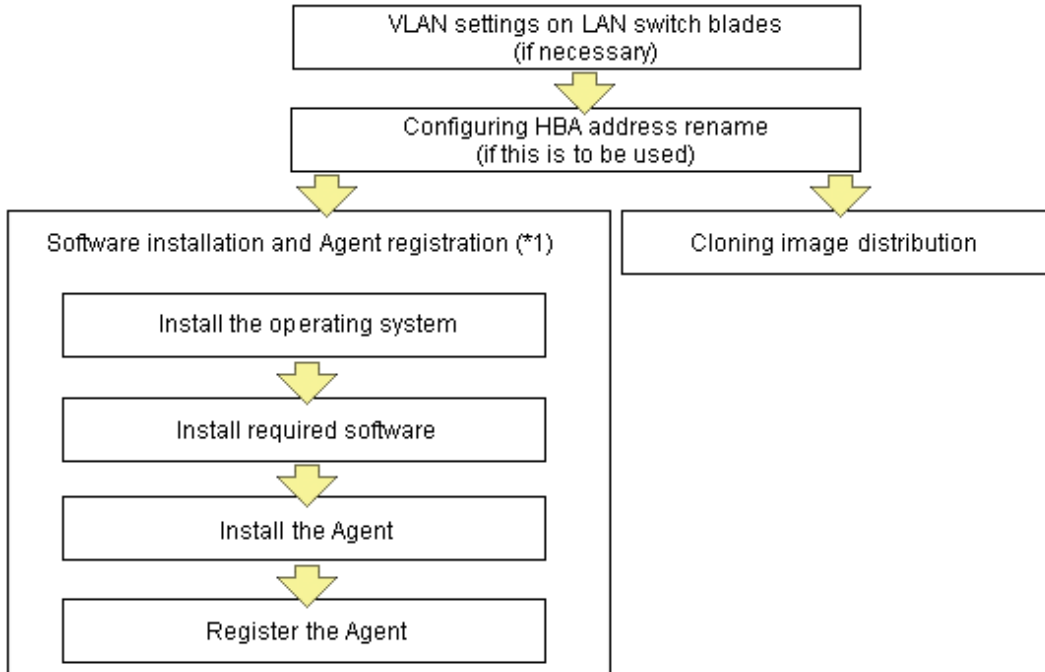 VLAN settings on LAN switch blades
(if necessary)
Configuring HBA address rename
(if this is to be used)
Software installation and Agent registration (*1)
Install the operating system
Install required software
Install the Agent
Register the Agent
Cloning image distribution